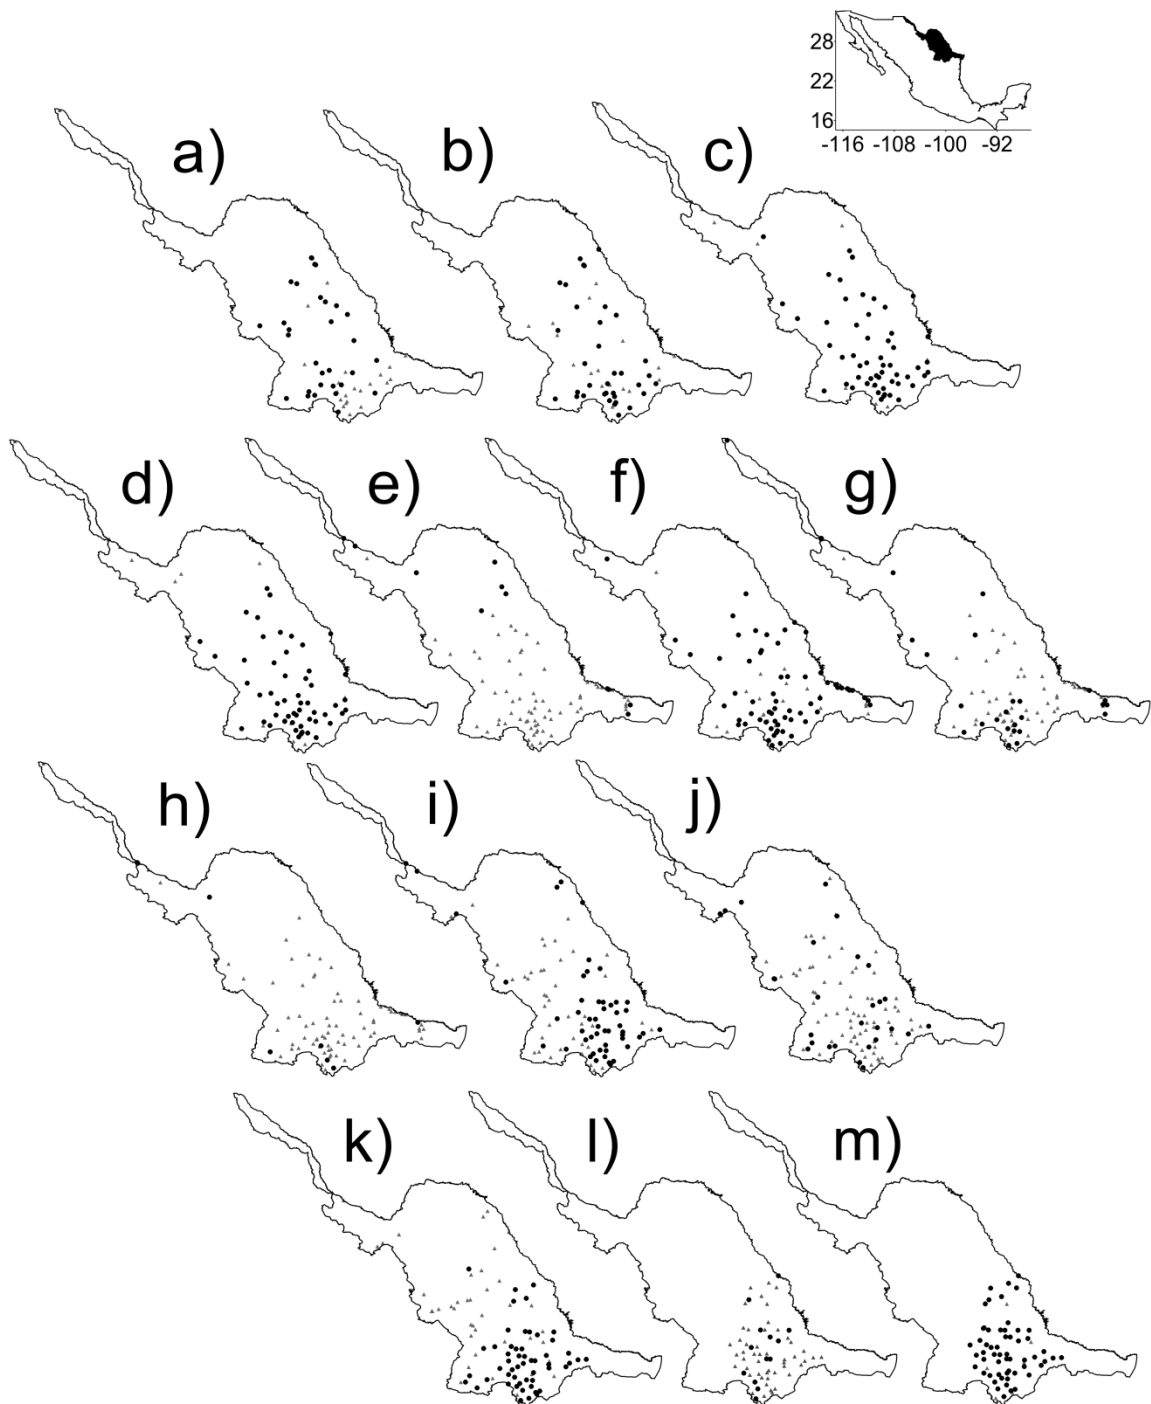 28
22
16
-116 -108 -100 -92
a) b) c)
d) e) f) g)
h) i) j)
k) l) m)